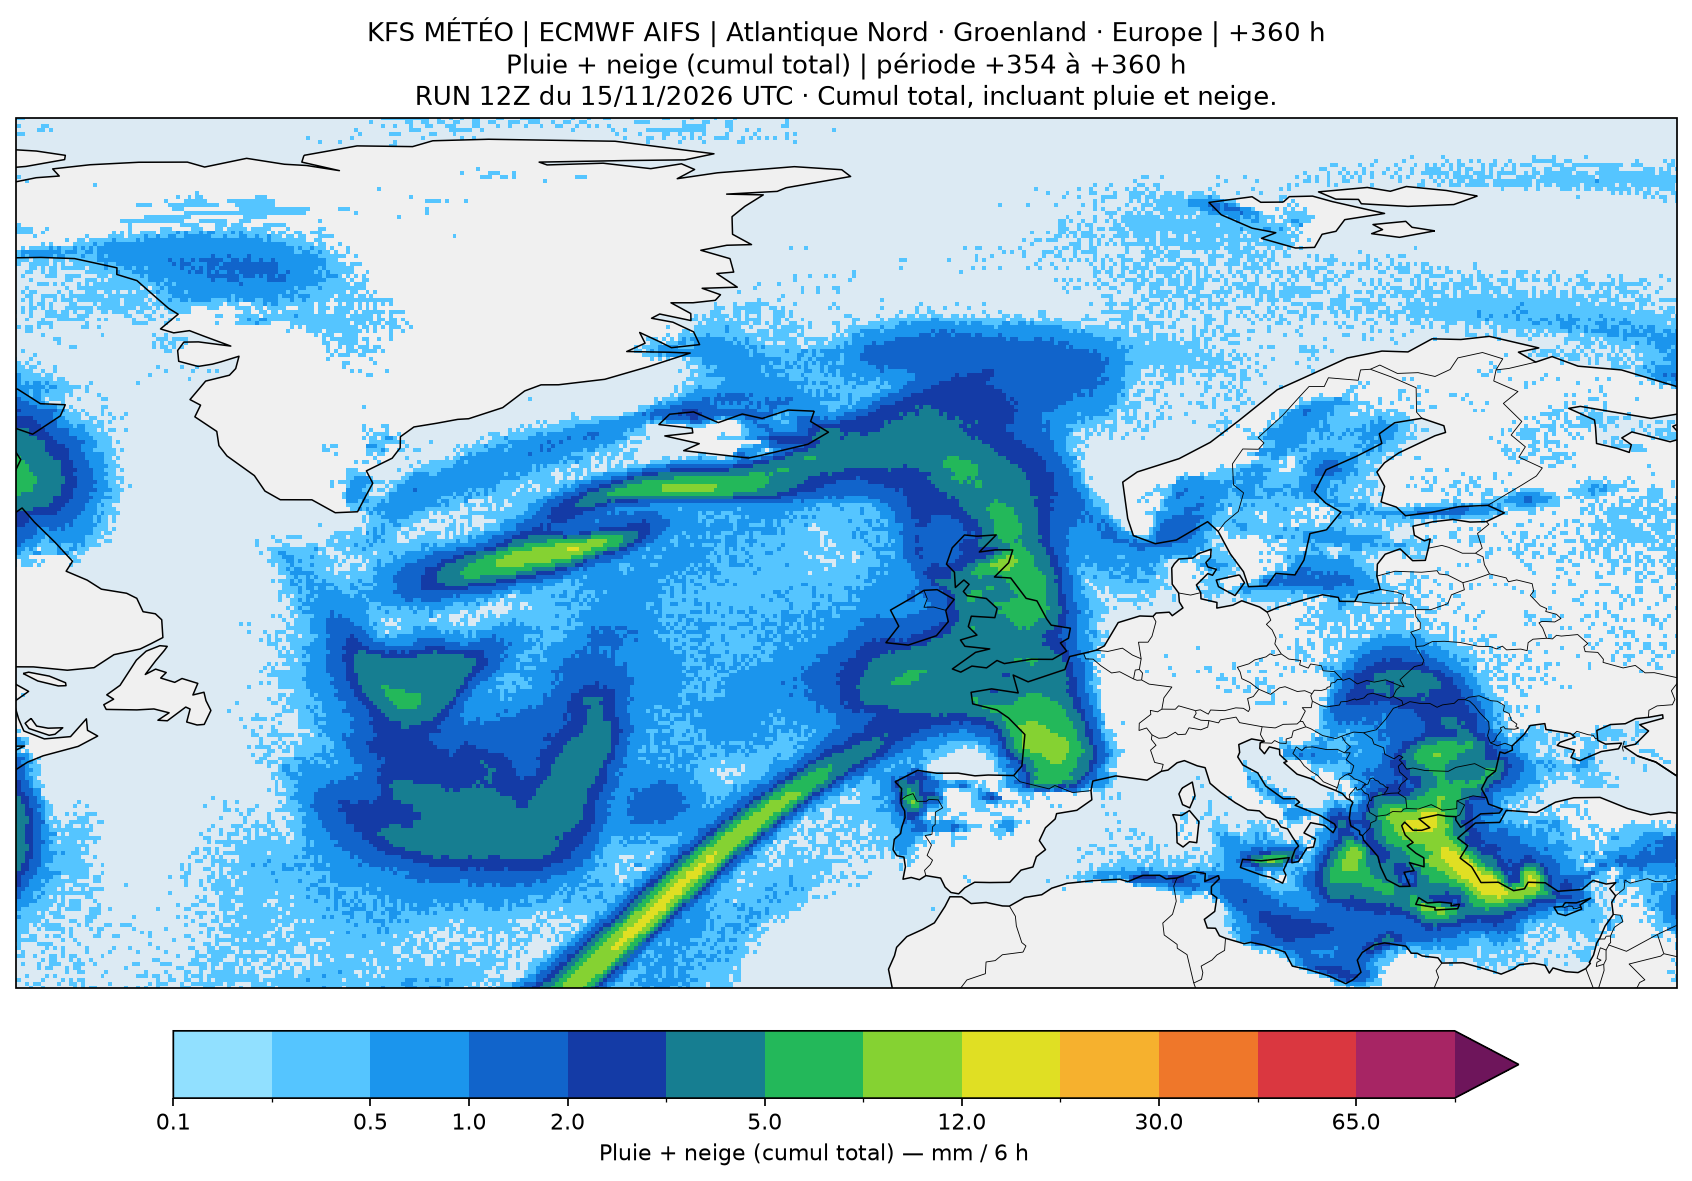 KFS MÉTÉO | ECMWF AIFS | Atlantique Nord · Groenland · Europe | +360 h
Pluie + neige (cumul total) | période +354 à +360 h
RUN 12Z du 15/11/2026 UTC · Cumul total, incluant pluie et neige.
0.1 0.5 1.0 2.0 5.0 12.0 30.0 65.0
Pluie + neige (cumul total) — mm / 6 h